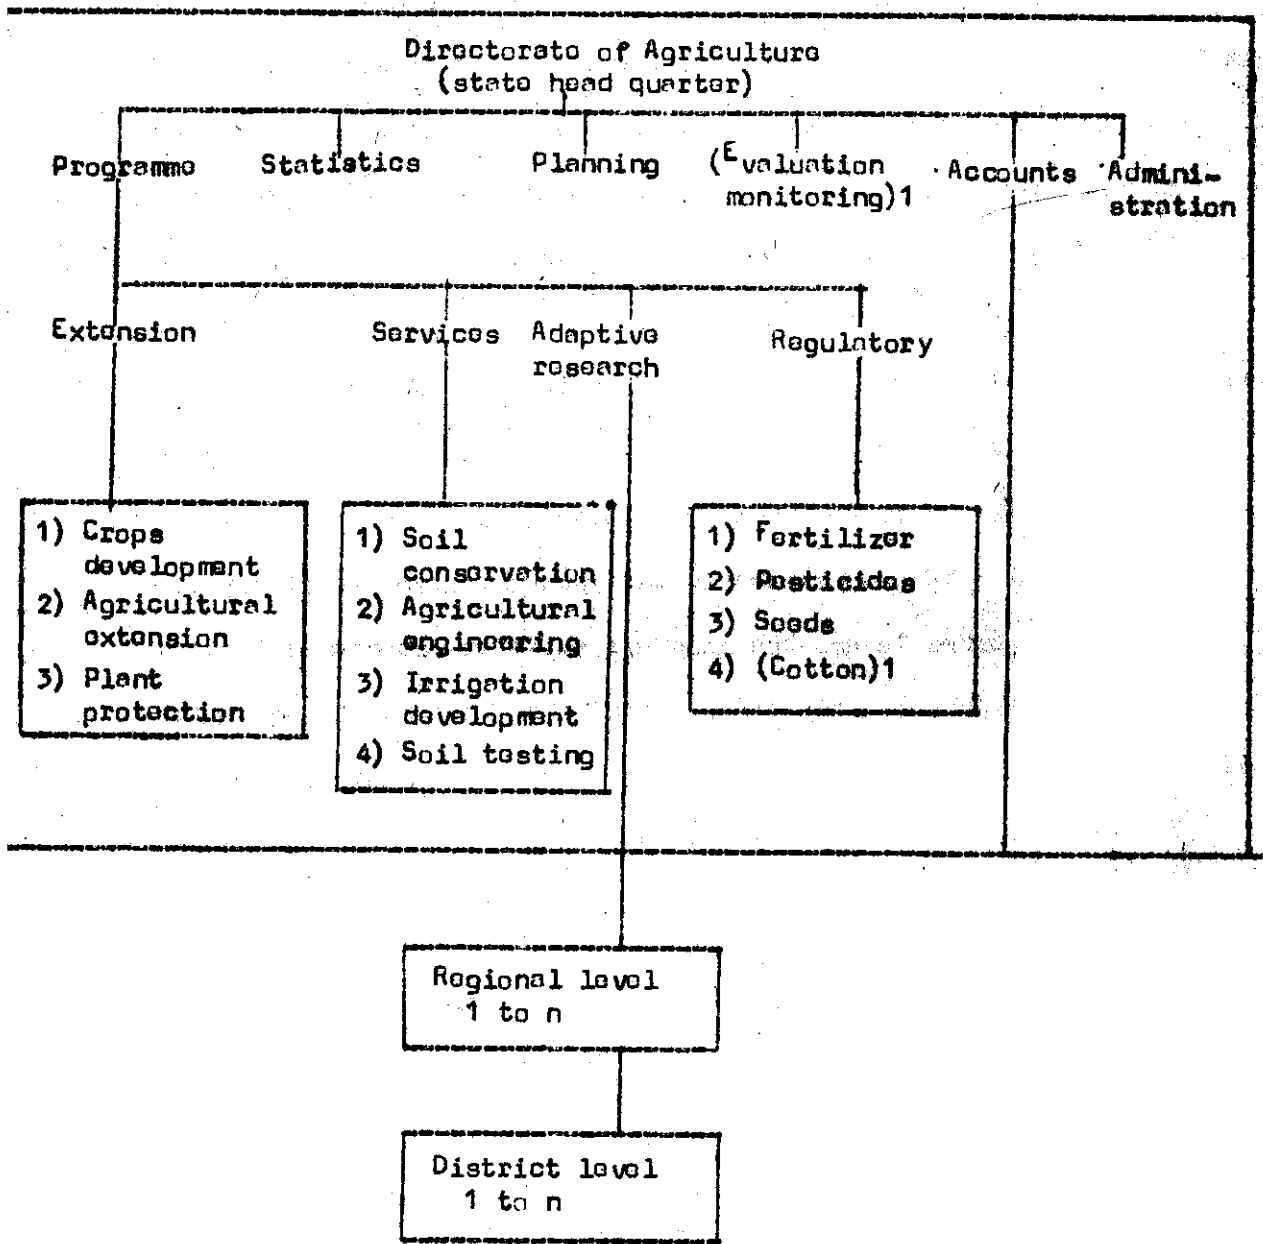 Directorate of Agriculture
(state head quarter)
Programme Statistics Planning (Evaluation monitoring)1 Accounts Admini-
stration
Extension Services Adaptive research Regulatory
1) Crops
development
2) Agricultural
extension
3) Plant
protection
1) Soil
conservation
2) Agricultural
engineering
3) Irrigation
development
4) Soil testing
1) Fertilizer
2) Pesticides
3) Seeds
4) (Cotton)1
Regional level
1 to n
District level
1 to n